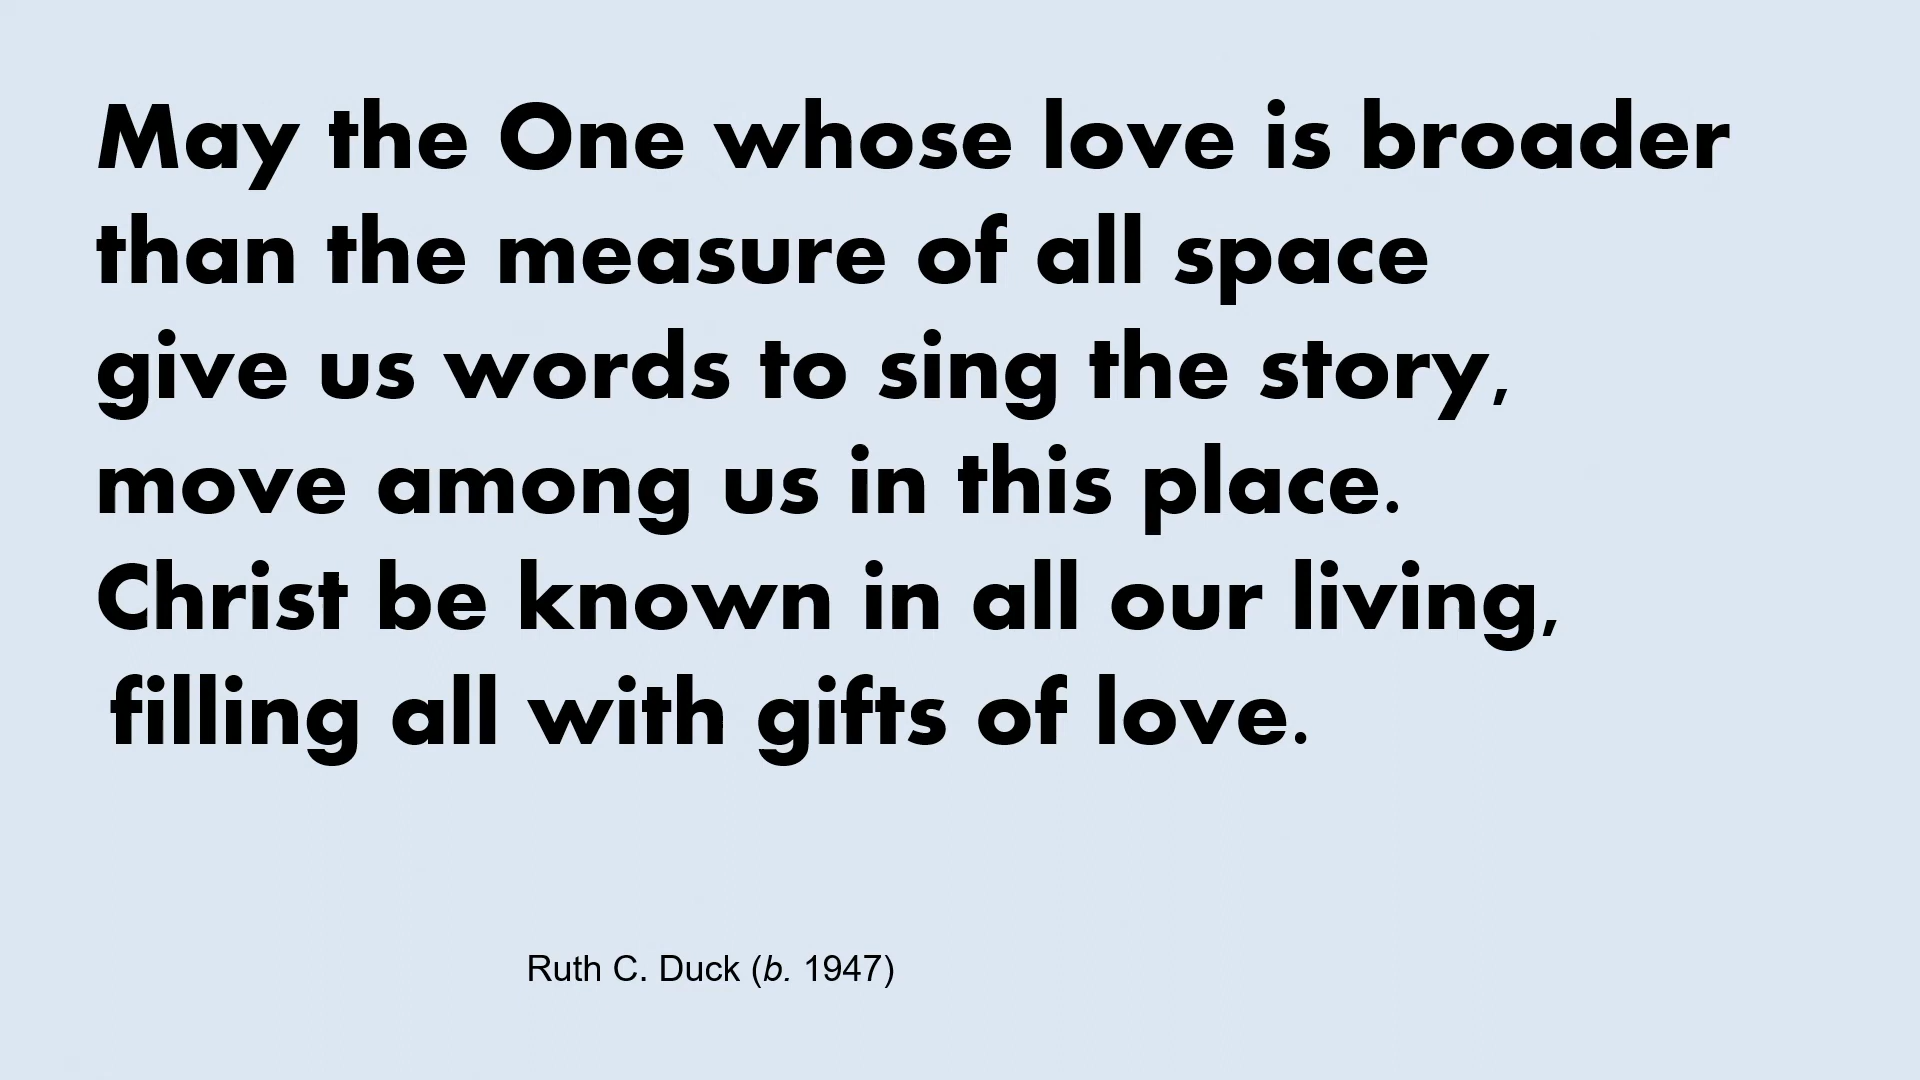 May the One whose love is broader
than the measure of all space
give us words to sing the story,
move among us in this place.
Christ be known in all our living,
filling all with gifts of love.
Ruth C. Duck (b. 1947)